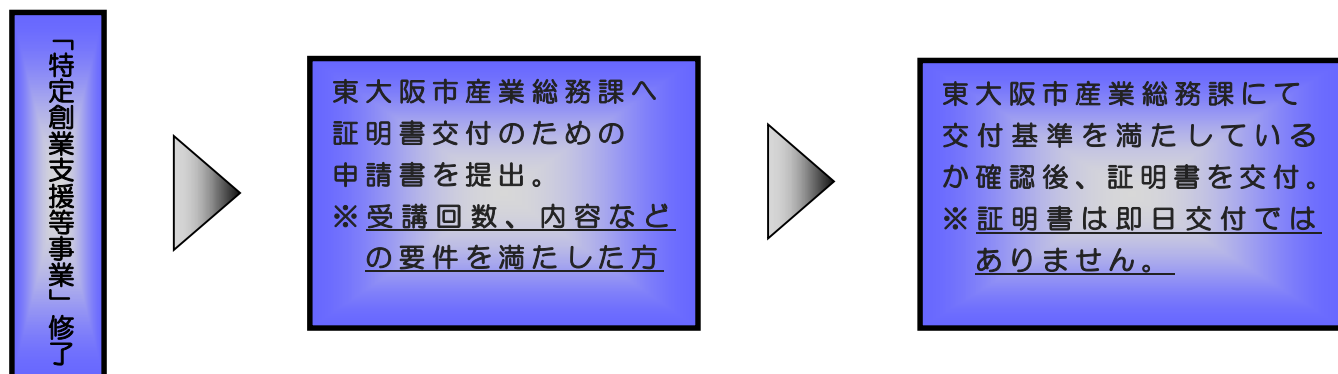 「特定創業支援等事業」修了
東大阪市産業総務課へ
証明書交付のための
申請書を提出。
※受講回数、内容など
の要件を満たした方
東大阪市産業総務課にて
交付基準を満たしている
か確認後、証明書を交付。
※証明書は即日交付では
ありません。